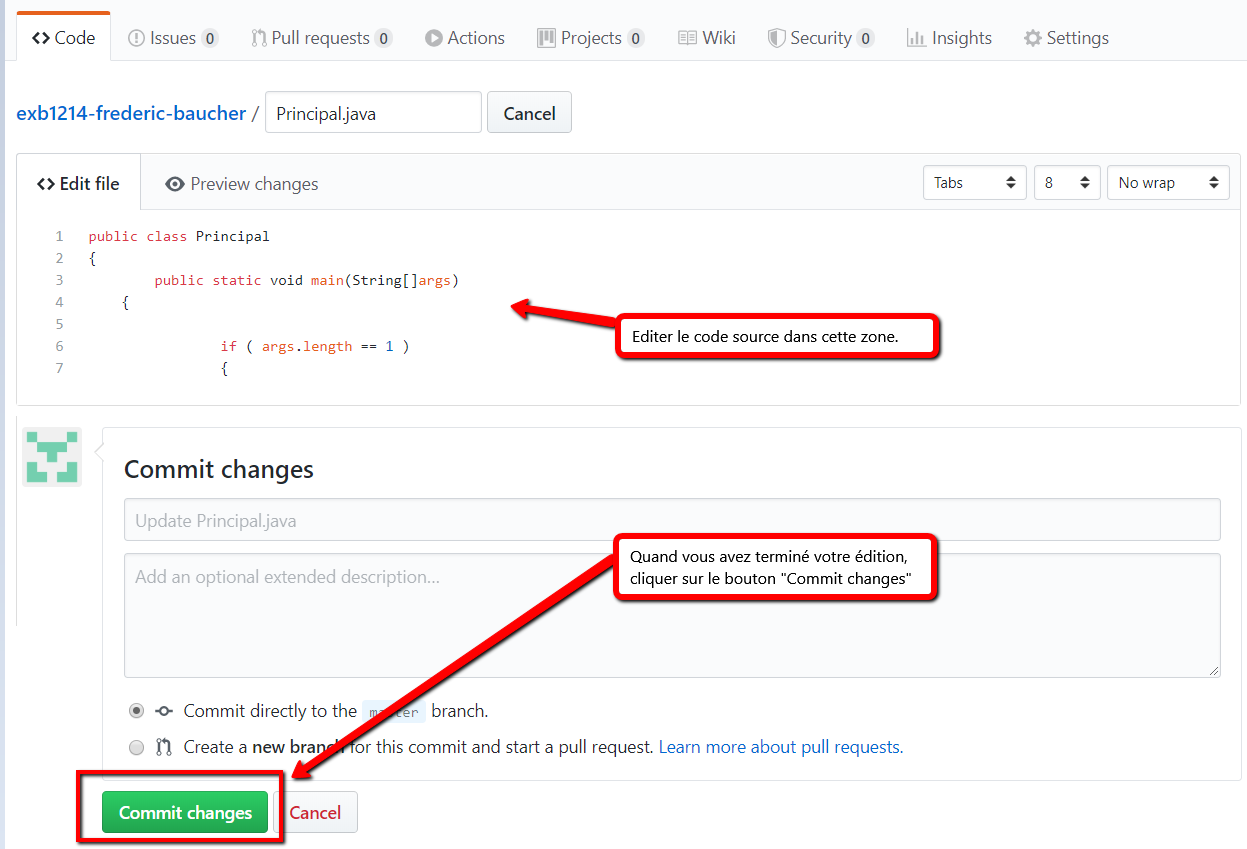 Code Issues 0 Pull requests 0 Actions Projects 0 Wiki Security 0 Insights Settings
exb1214-frederic-baucher / Principal.java Cancel
Edit file Preview changes Tabs 8 No wrap
1 public class Principal
2 {
3 public static void main(String[]args)
4 {
5
6 if ( args.length == 1 )
7 {
Editer le code source dans cette zone.
Commit changes
Update Principal.java
Add an optional extended description...
Quand vous avez terminé votre édition,
cliquer sur le bouton "Commit changes"
Commit directly to the master branch.
Create a new branch for this commit and start a pull request. Learn more about pull requests.
Commit changes Cancel